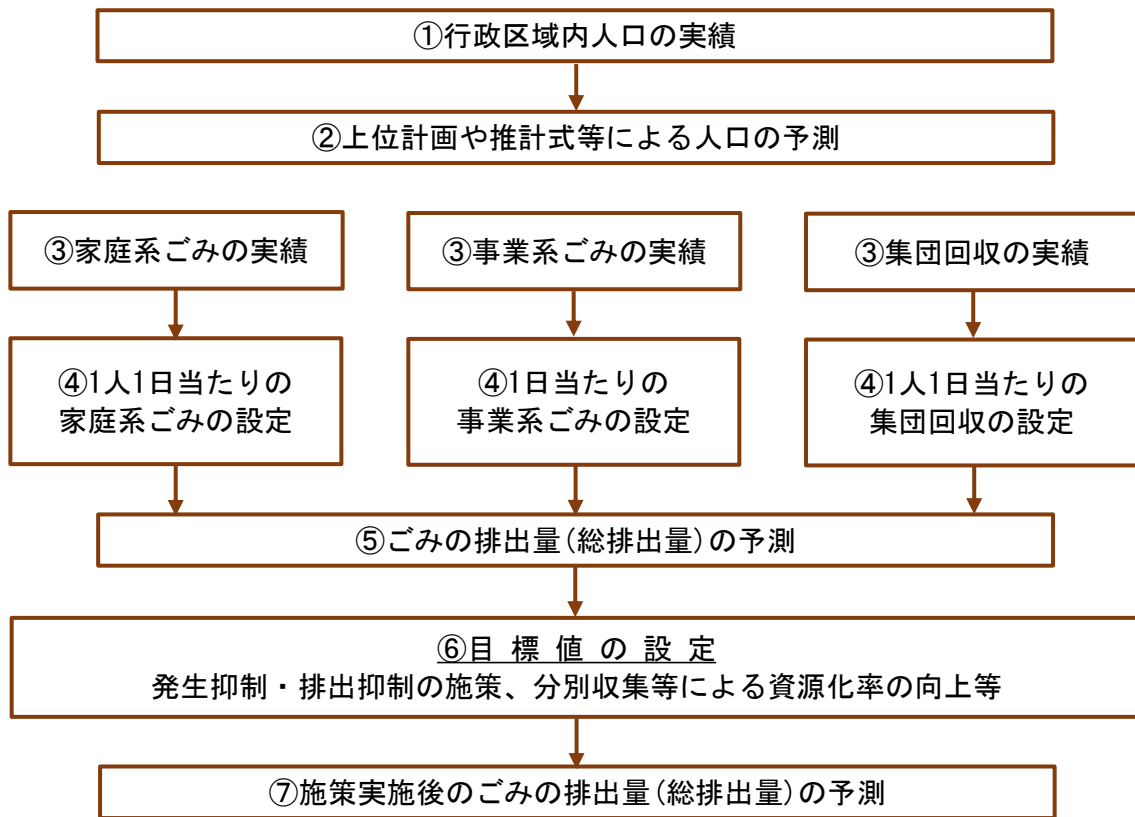 ①行政区域内人口の実績
②上位計画や推計式等による人口の予測
③家庭系ごみの実績
③事業系ごみの実績
③集団回収の実績
④1人1日当たりの
家庭系ごみの設定
④1日当たりの
事業系ごみの設定
④1人1日当たりの
集団回収の設定
⑤ごみの排出量(総排出量)の予測
⑥目 標 値 の 設 定
発生抑制・排出抑制の施策、分別収集等による資源化率の向上等
⑦施策実施後のごみの排出量(総排出量)の予測